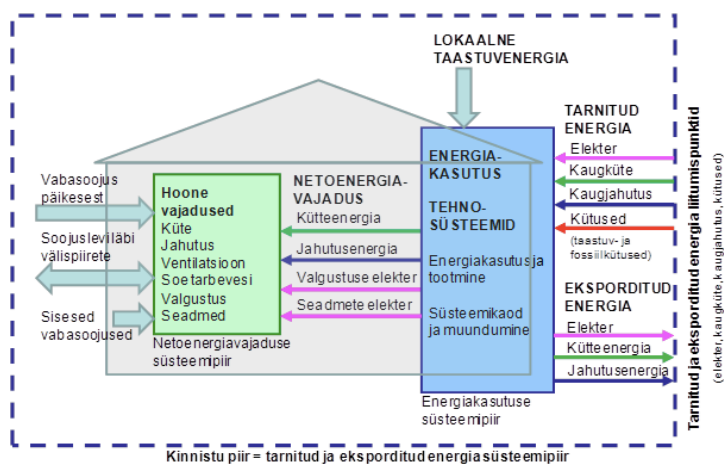 LOKAALNE
TAASTUVENERGIA
TARNITUD
ENERGIA
Elekter
Kaugküte
Kaugjahutus
Kütused
(taastuv- ja
fossiilkütused)
EKSPORDITUD
ENERGIA
Elekter
Kütteenergia
Jahutusenergia
ENERGIA-
KASUTUS
TEHNO-
SÜSTEEMID
Energiakasutus ja
tootmine
Süsteemikaod
ja muundumine
Energiakasutuse
süsteemipiir
NETOENERGIA-
VAJADUS
Kütteenergia
Jahutusenergia
Valgustuse elekter
Seadmete elekter
Hoone
vajadused
Küte
Jahutus
Ventilatsioon
Soe tarbevesi
Valgustus
Seadmed
Netoenergiavajaduse
süsteemipiir
Vabasoojus
päikesest
Soojuslevi läbi
välispiirete
Sisesed
vabasoojused
Tarnitud ja eksporditud energia liitumispunktid
(elekter, kaugküte, kaugjahutus, kütused)
Kinnistu piir = tarnitud ja eksporditud energia süsteemipiir